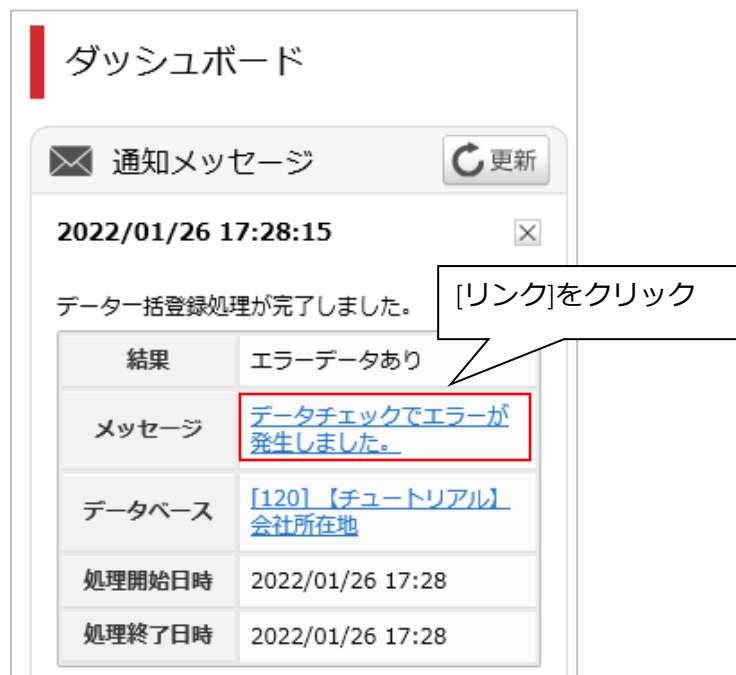 ダッシュボード
通知メッセージ
更新
2022/01/26 17:28:15
[リンク]をクリック
データ一括登録処理が完了しました。
結果 エラーデータあり
メッセージ データチェックでエラーが
発生しました。
データベース [120] 【チュートリアル】
会社所在地
処理開始日時 2022/01/26 17:28
処理終了日時 2022/01/26 17:28